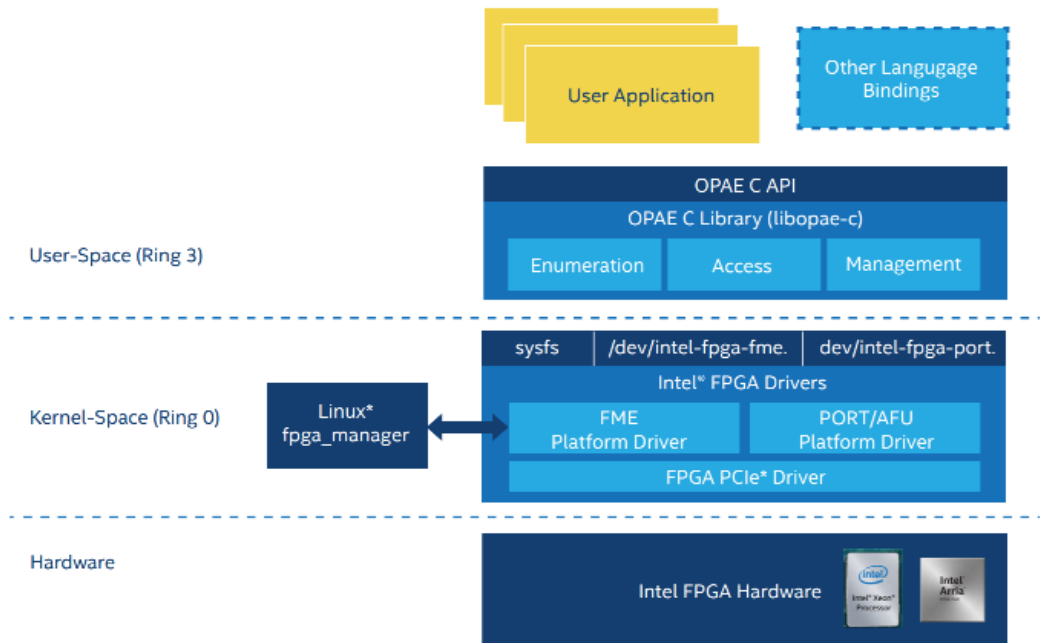 User Application
Other Langugage
Bindings
OPAE C API
OPAE C Library (libopae-c)
User-Space (Ring 3)
Enumeration
Access
Management
sysfs
/dev/intel-fpga-fme.
dev/intel-fpga-port.
Intel® FPGA Drivers
Kernel-Space (Ring 0)
Linux*
fpga_manager
FME
Platform Driver
PORT/AFU
Platform Driver
FPGA PCIe* Driver
Hardware
Intel FPGA Hardware
intel
Intel® Xeon®
Processor
Intel
Arria